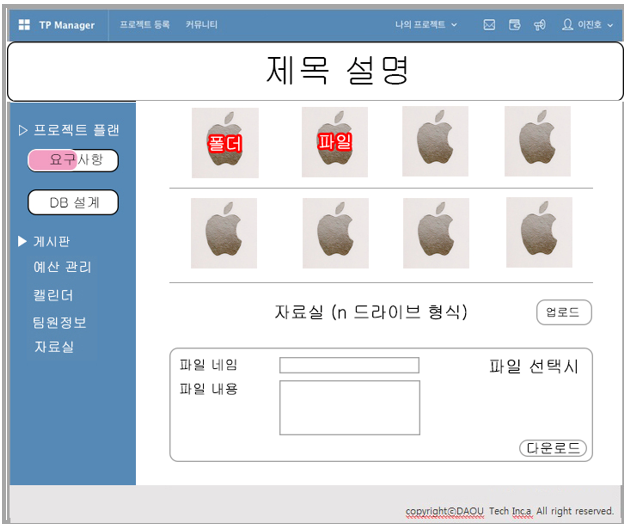 TP Manager 프로젝트 등록 커뮤니티 나의 프로젝트 이진호
제목 설명
▷ 프로젝트 플랜
요구사항
DB 설계
▶ 게시판
예산 관리
캘린더
팀원정보
자료실
폴더 파일
자료실 (n 드라이브 형식) 업로드
파일 네임 파일 선택시
파일 내용
다운로드
copyrightⓒDAOU Tech Inc.a All right reserved.